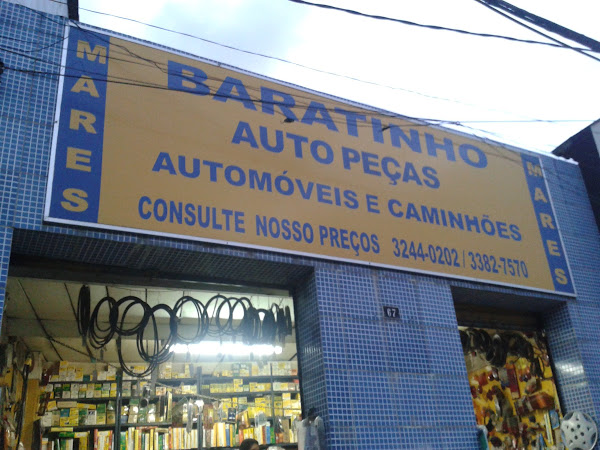 MARES
BARATINHO
AUTO PEÇAS
AUTOMÓVEIS E CAMINHÕES
CONSULTE NOSSO PREÇOS 3244-0202 / 3382-7570
MARES
67